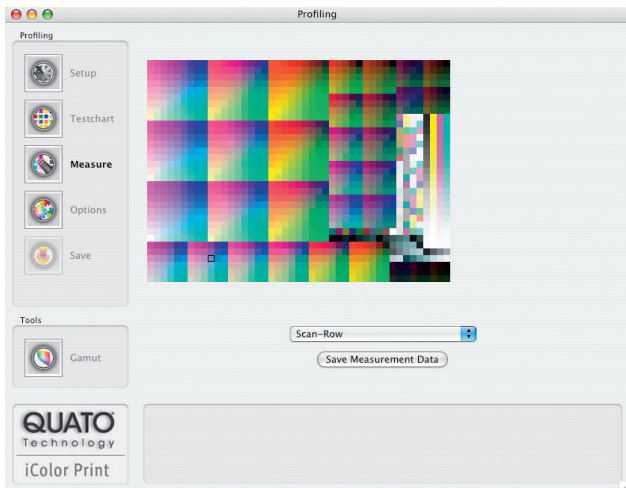 Profiling
Profiling
Setup
Testchart
Measure
Options
Save
Tools
Gamut
Scan-Row
Save Measurement Data
QUATO
Technology
iColor Print